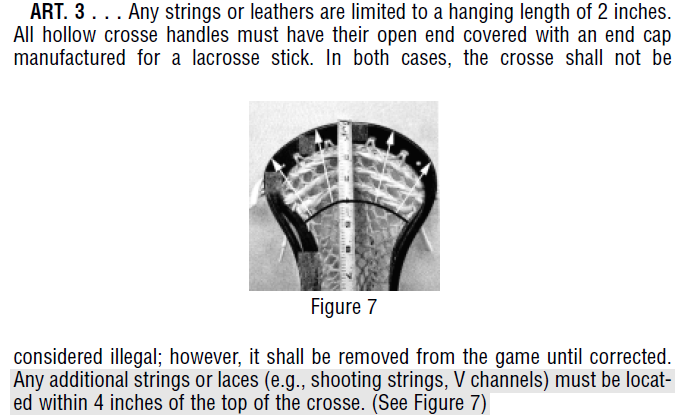 ART. 3 . . . Any strings or leathers are limited to a hanging length of 2 inches.
All hollow crosse handles must have their open end covered with an end cap
manufactured for a lacrosse stick. In both cases, the crosse shall not be
Figure 7
considered illegal; however, it shall be removed from the game until corrected.
Any additional strings or laces (e.g., shooting strings, V channels) must be locat-
ed within 4 inches of the top of the crosse. (See Figure 7)